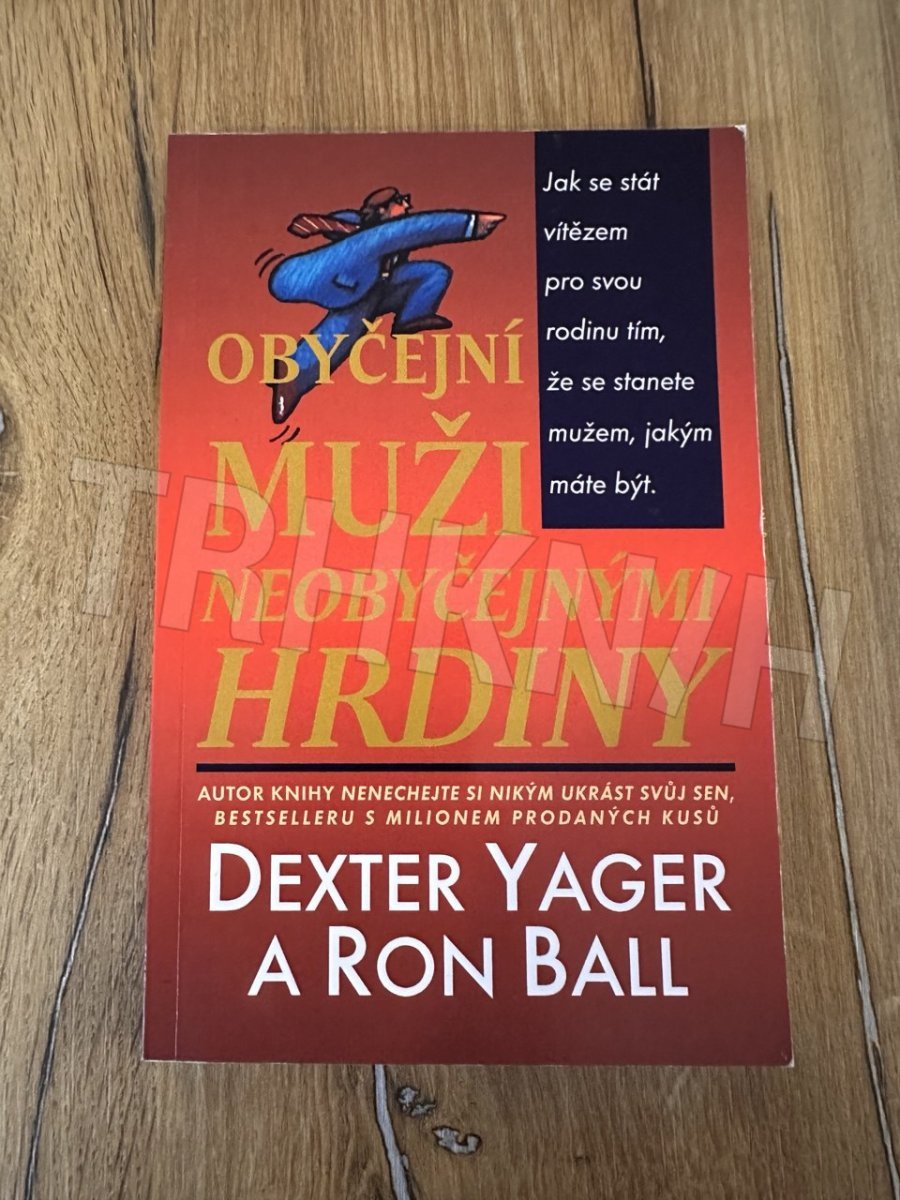 Jak se stát
vítězem
pro svou
rodinu tím,
že se stanete
mužem, jakým
máte být.
OBYČEJNÍ
MUŽI
NEOBYČEJNÝMI
HRDINY
AUTOR KNIHY NENECHEJTE SI NIKÝM UKRÁST SVŮJ SEN,
BESTSELLERU S MILIONEM PRODANÝCH KUSŮ
DEXTER YAGER
A RON BALL
TRHKNIH